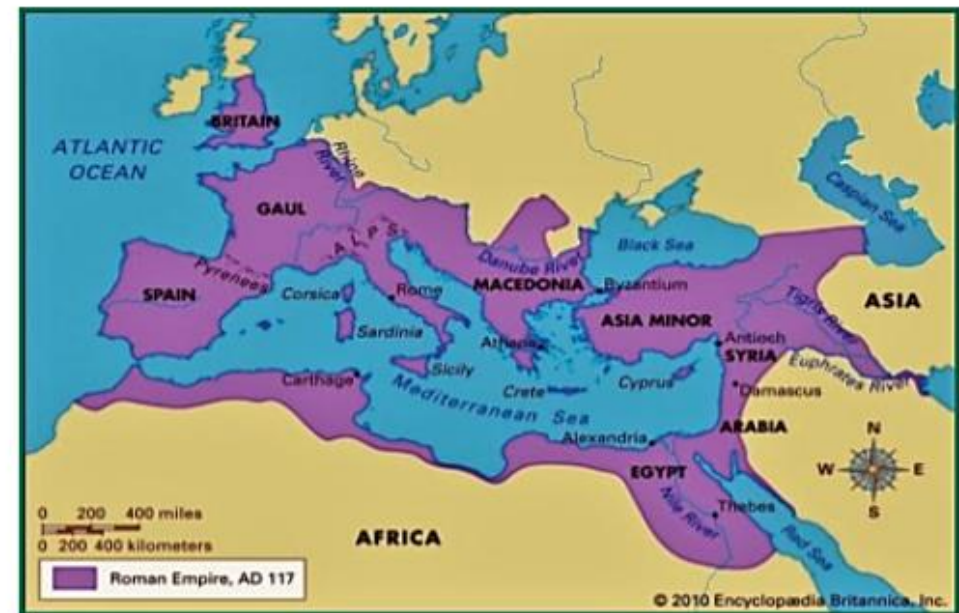 BRITAIN
ATLANTIC
OCEAN
Rhine
River
GAUL
ALPS
Caspian Sea
Black Sea
Danube River
Pyrenees
MACEDONIA
Byzantium
SPAIN
Corsica
Rome
ASIA
ASIA MINOR
Tigris River
Sardinia
Athens
Antioch
SYRIA
Sicily
Euphrates River
Carthage
Crete
Cyprus
Damascus
Mediterranean Sea
ARABIA
Alexandria
N
W E
S
EGYPT
Nile River
Thebes
Red Sea
0 200 400 miles
0 200 400 kilometers
AFRICA
Roman Empire, AD 117
© 2010 Encyclopædia Britannica, Inc.